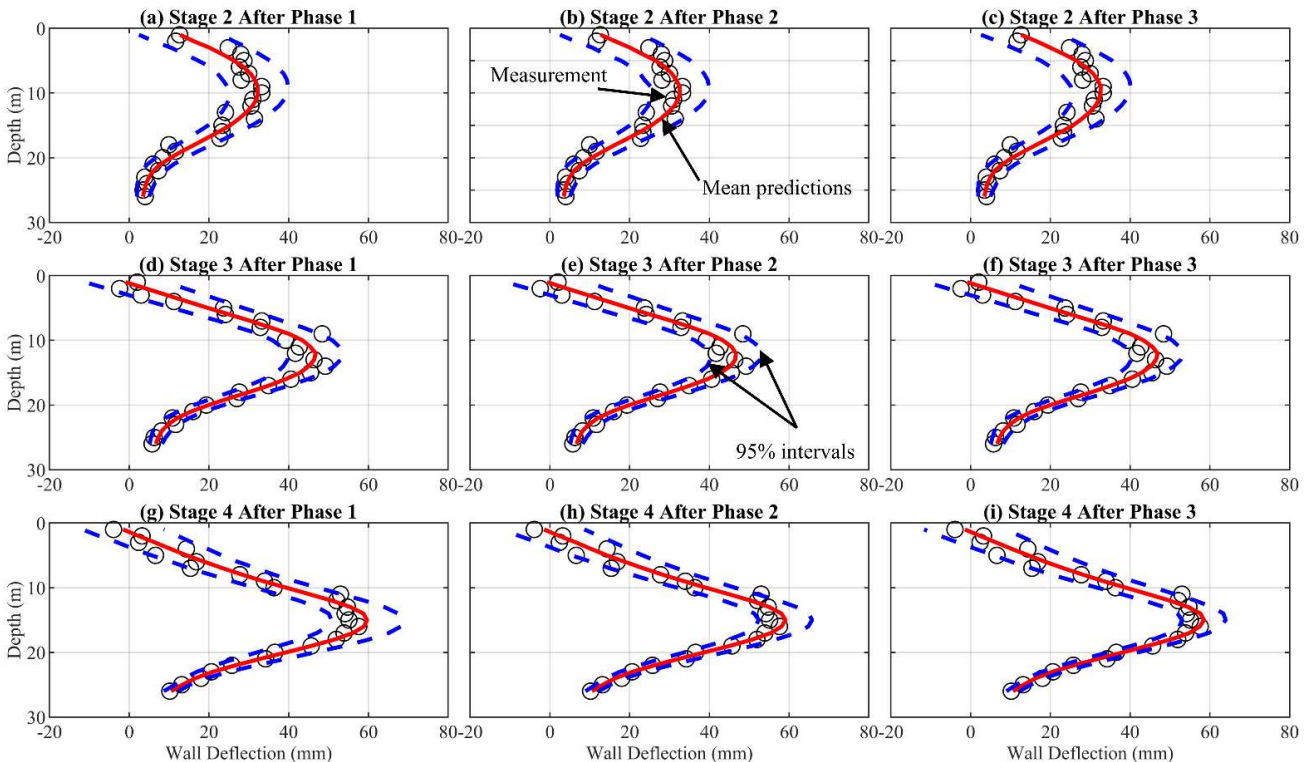 (a) Stage 2 After Phase 1
(b) Stage 2 After Phase 2
(c) Stage 2 After Phase 3
0
10
20
30
Depth (m)
Measurement
Mean predictions
-20 0 20 40 60 80
-20 0 20 40 60 80
-20 0 20 40 60 80
(d) Stage 3 After Phase 1
(e) Stage 3 After Phase 2
(f) Stage 3 After Phase 3
0
10
20
30
Depth (m)
95% intervals
-20 0 20 40 60 80
-20 0 20 40 60 80
-20 0 20 40 60 80
(g) Stage 4 After Phase 1
(h) Stage 4 After Phase 2
(i) Stage 4 After Phase 3
0
10
20
30
Depth (m)
-20 0 20 40 60 80
-20 0 20 40 60 80
-20 0 20 40 60 80
Wall Deflection (mm)
Wall Deflection (mm)
Wall Deflection (mm)